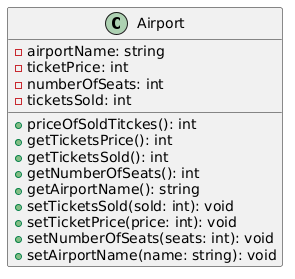 C Airport
airportName: string
ticketPrice: int
numberOfSeats: int
ticketsSold: int
priceOfSoldTitckes(): int
getTicketsPrice(): int
getTicketsSold(): int
getNumberOfSeats(): int
getAirportName(): string
setTicketsSold(sold: int): void
setTicketPrice(price: int): void
setNumberOfSeats(seats: int): void
setAirportName(name: string): void